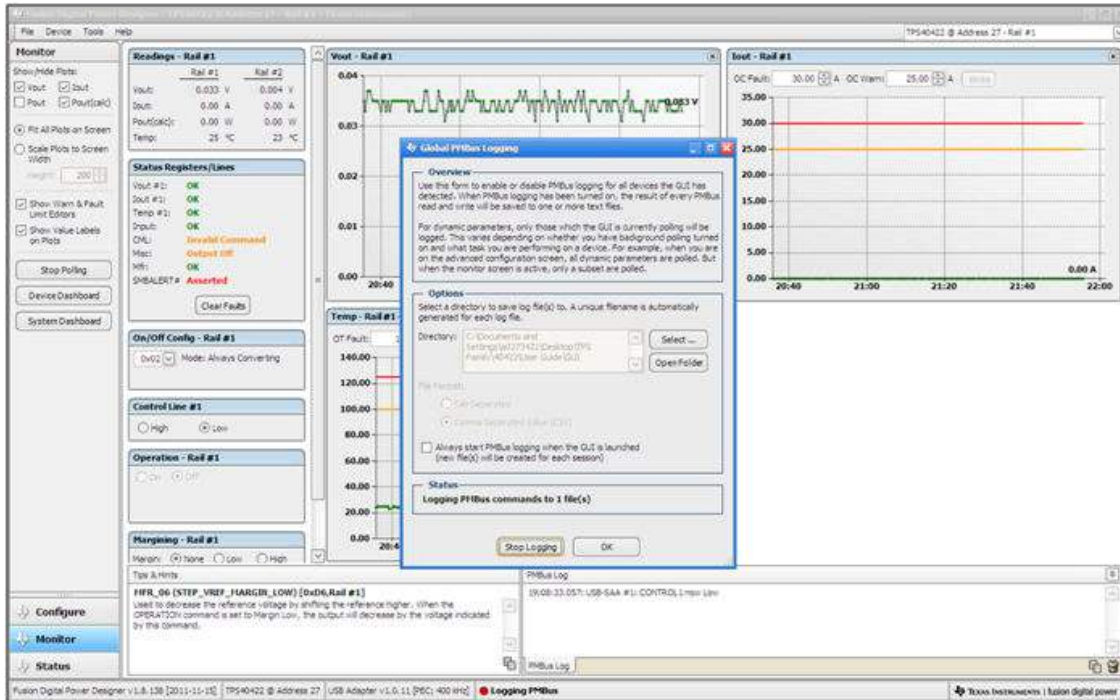 File Device Tools Help
TPS40422 @ Address 27 - Rail #1
Monitor
Show/Hide Plots:
Vout Iout
Pout Pout(calc)
Fit All Plots on Screen
Scale Plots to Screen
Width
Height: 200
Show Warn & Fault
Limit Editors
Show Value Labels
on Plots
Stop Polling
Device Dashboard
System Dashboard
Configure
Monitor
Status
Readings - Rail #1
Rail #1 Rail #2
Vout: 0.033 V 0.004 V
Iout: 0.00 A 0.00 A
Pout(calc): 0.00 W 0.00 W
Temp: 25 °C 23 °C
Status Registers/Lines
Vout #1: OK
Iout #1: OK
Temp #1: OK
Input: OK
CML: Invalid Command
Misc: Output Off
Mfr: OK
SMBALERT# Asserted
Clear Faults
On/Off Config - Rail #1
0x02 Mode: Always Converting
Control Line #1
High Low
Operation - Rail #1
On Off
Margining - Rail #1
Margin: None Low High
Vout - Rail #1
0.04
0.03
0.02
0.01
0.00
20:40
0.033 V
Temp - Rail #1
OT Fault:
140.00
120.00
100.00
80.00
60.00
40.00
20.00
0.00
Iout - Rail #1
OC Fault: 30.00 A OC Warn: 25.00 A Write
35.00
30.00
25.00
20.00
15.00
10.00
5.00
0.00
0.00 A
20:40 21:00 21:20 21:40 22:00
Global PMBus Logging
Overview
Use this form to enable or disable PMBus logging for all devices the GUI has
detected. When PMBus logging has been turned on, the result of every PMBus
read and write will be saved to one or more text files.
For dynamic parameters, only those which the GUI is currently polling will be
logged. This varies depending on whether you have background polling turned
on and what task you are performing on a device. For example, when you are
on the advanced configuration screen, all dynamic parameters are polled. But
when the monitor screen is active, only a subset are polled.
Options
Select a directory to save log file(s) to. A unique filename is automatically
generated for each log file.
Directory: C:\Documents and
Select ...
Open Folder
File Format:
Tab Separated
Comma Separated Value (CSV)
Always start PMBus logging when the GUI is launched
(new file(s) will be created for each session)
Status
Logging PMBus commands to 1 file(s)
Stop Logging OK
Tips & Hints
MFR_06 (STEP_VREF_MARGIN_LOW) [0xD6,Rail #1]
Used to decrease the reference voltage by shifting the reference higher. When the
OPERATION command is set to Margin Low, the output will decrease by the voltage indicated
by this command.
PMBus Log
19:08:33.057: USB-SAA #1: CONTROL1 now Low
PMBus Log
Fusion Digital Power Designer v1.8.138 [2011-11-15] TPS40422 @ Address 27 USB Adapter v1.0.11 [PEC; 400 kHz] Logging PMBus
TEXAS INSTRUMENTS | fusion digital power